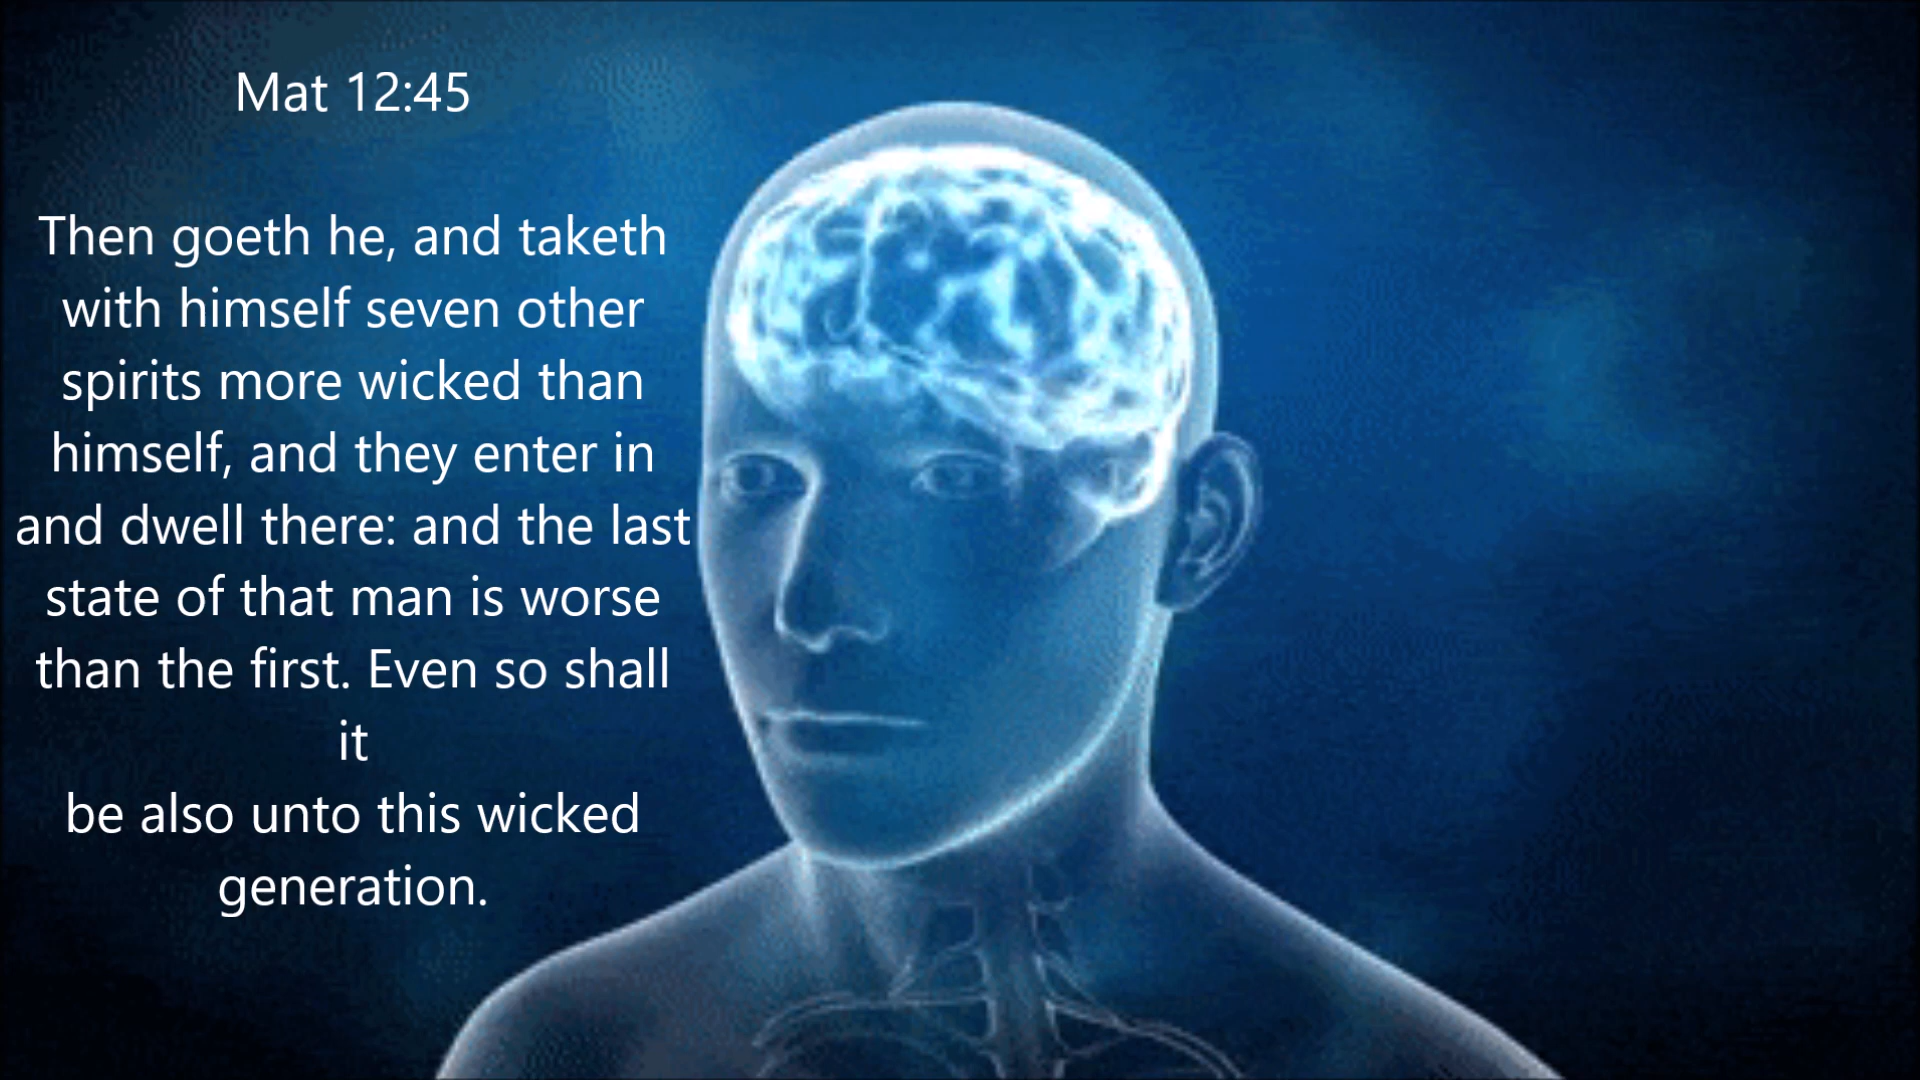 Mat 12:45
Then goeth he, and taketh
with himself seven other
spirits more wicked than
himself, and they enter in
and dwell there: and the last
state of that man is worse
than the first. Even so shall
it
be also unto this wicked
generation.